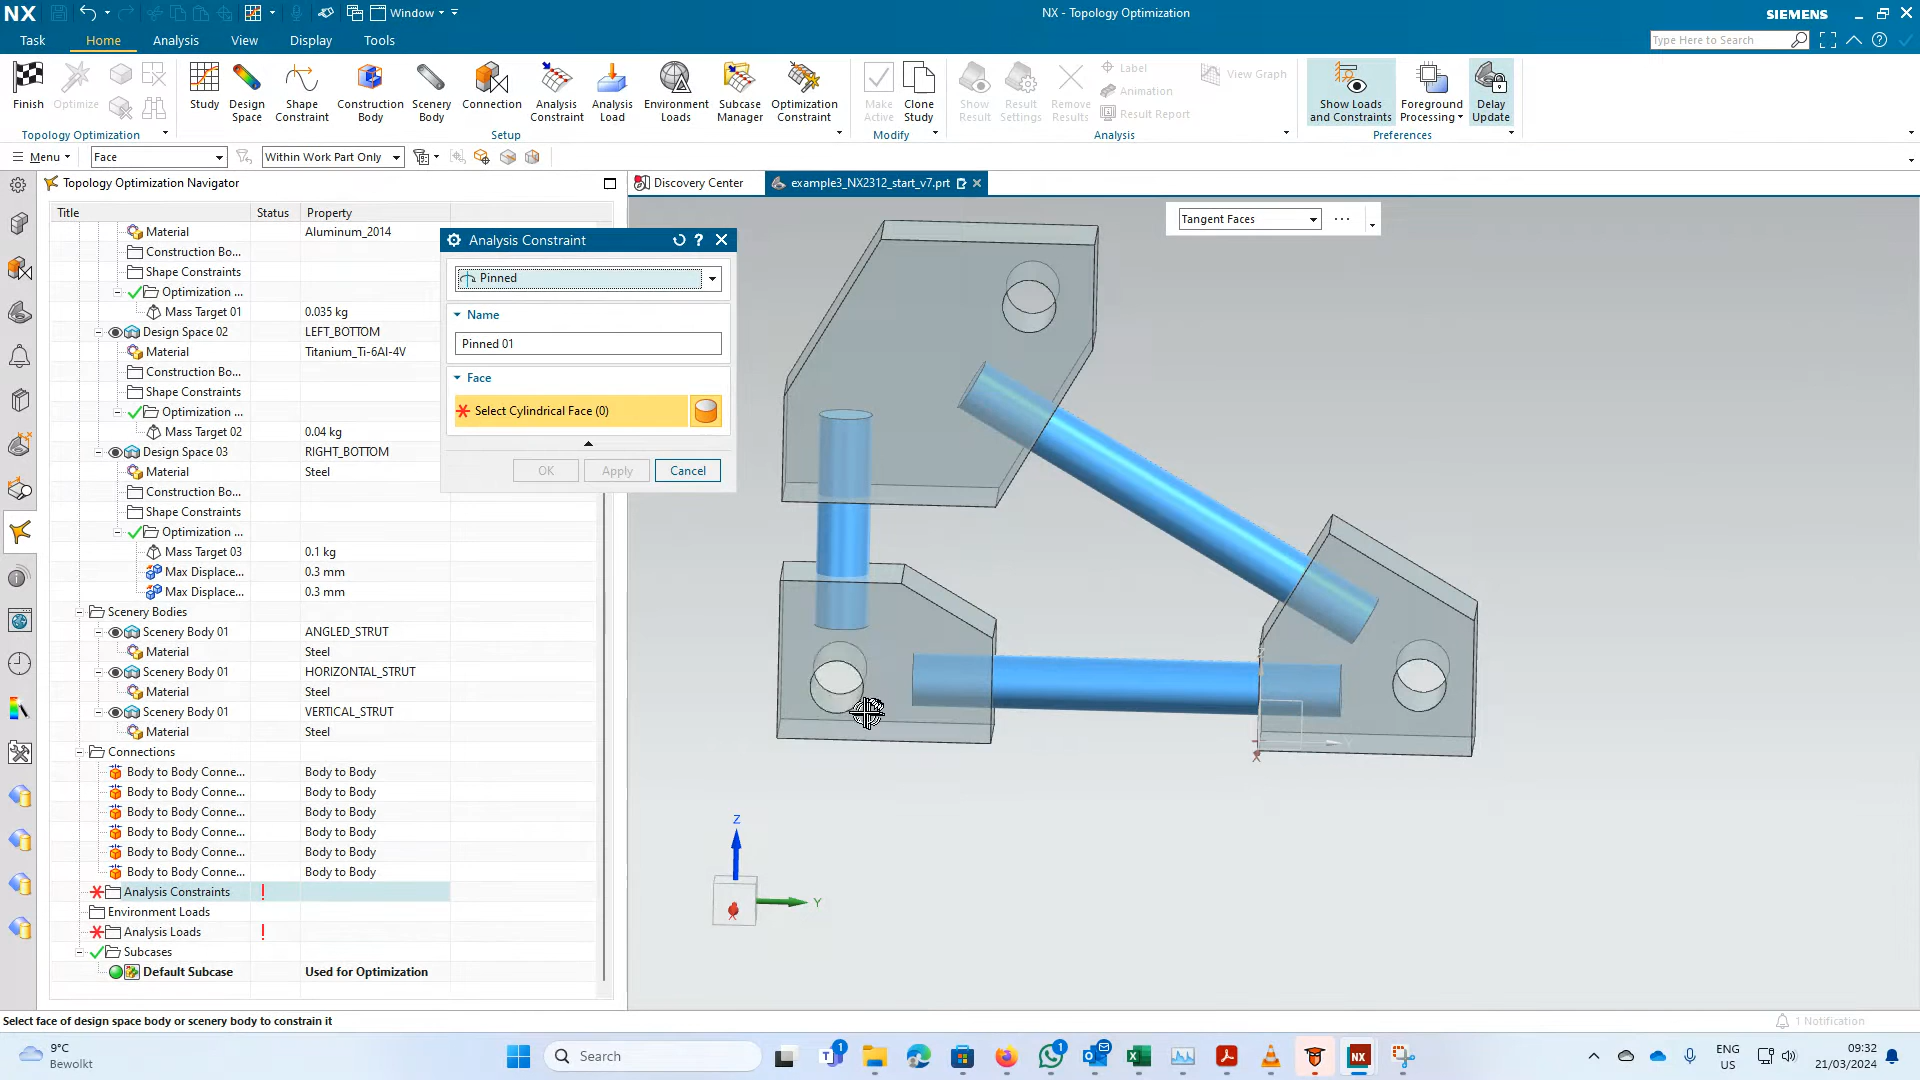 NX
Window
NX - Topology Optimization
SIEMENS
Task
Home
Analysis
View
Display
Tools
Type Here to Search
Finish
Optimize
Study
Design
Space
Shape
Constraint
Construction
Body
Scenery
Body
Connection
Analysis
Constraint
Analysis
Load
Environment
Loads
Subcase
Manager
Optimization
Constraint
Make
Active
Clone
Study
Show
Result
Result
Settings
Remove
Results
Label
Animation
Result Report
View Graph
Show Loads
and Constraints
Foreground
Processing
Delay
Update
Topology Optimization
Setup
Modify
Analysis
Preferences
Menu
Face
Within Work Part Only
Topology Optimization Navigator
Discovery Center
example3_NX2312_start_v7.prt
Title
Status
Property
Tangent Faces
Material
Aluminum_2014
Construction Bo...
Shape Constraints
Optimization ...
Mass Target 01
0.035 kg
Design Space 02
LEFT_BOTTOM
Material
Titanium_Ti-6Al-4V
Construction Bo...
Shape Constraints
Optimization ...
Mass Target 02
0.04 kg
Design Space 03
RIGHT_BOTTOM
Material
Steel
Construction Bo...
Shape Constraints
Optimization ...
Mass Target 03
0.1 kg
Max Displace...
0.3 mm
Max Displace...
0.3 mm
Scenery Bodies
Scenery Body 01
ANGLED_STRUT
Material
Steel
Scenery Body 01
HORIZONTAL_STRUT
Material
Steel
Scenery Body 01
VERTICAL_STRUT
Material
Steel
Connections
Body to Body Conne...
Body to Body
Body to Body Conne...
Body to Body
Body to Body Conne...
Body to Body
Body to Body Conne...
Body to Body
Body to Body Conne...
Body to Body
Body to Body Conne...
Body to Body
Analysis Constraints
Environment Loads
Analysis Loads
Subcases
Default Subcase
Used for Optimization
Analysis Constraint
Pinned
Name
Pinned 01
Face
Select Cylindrical Face (0)
OK
Apply
Cancel
X
Z
Y
X
Select face of design space body or scenery body to constrain it
1 Notification
9°C
Bewolkt
Search
1
1
NX
ENG
US
09:32
21/03/2024